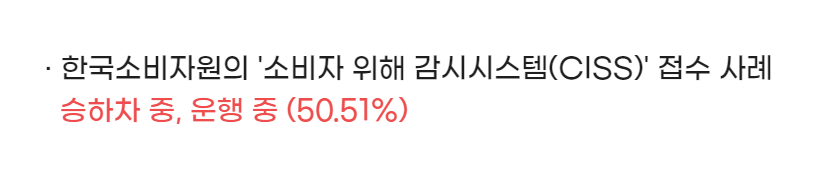 · 한국소비자원의 '소비자 위해 감시시스템(CISS)' 접수 사례
승하차 중, 운행 중 (50.51%)